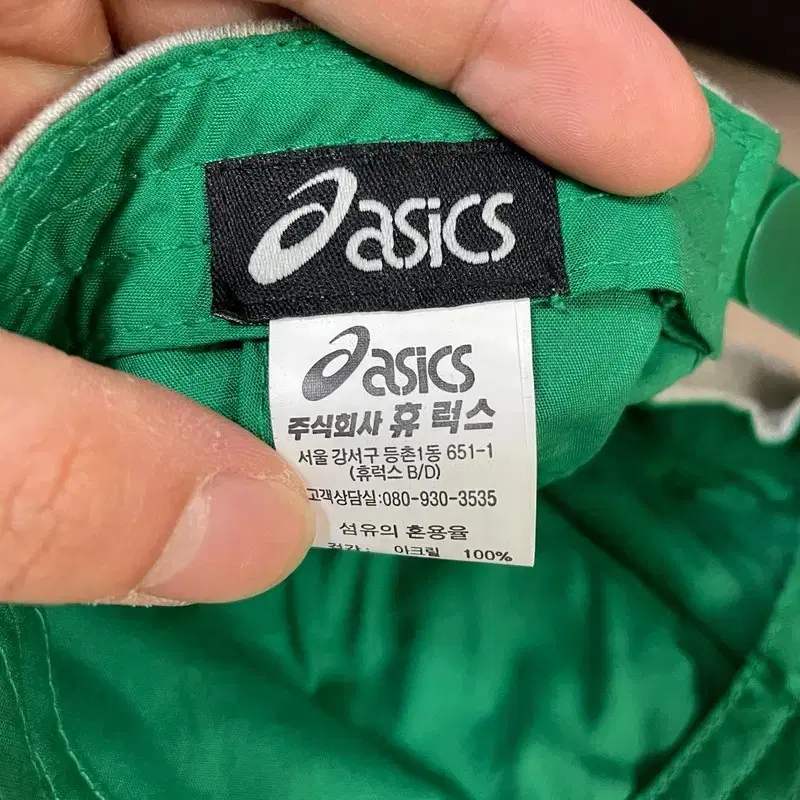 asics
asics
주식회사 휴 럭스
서울 강서구 등촌1동 651-1
(휴럭스 B/D)
고객상담실:080-930-3535
섬유의 혼용율
겉감 : 아크릴 100%